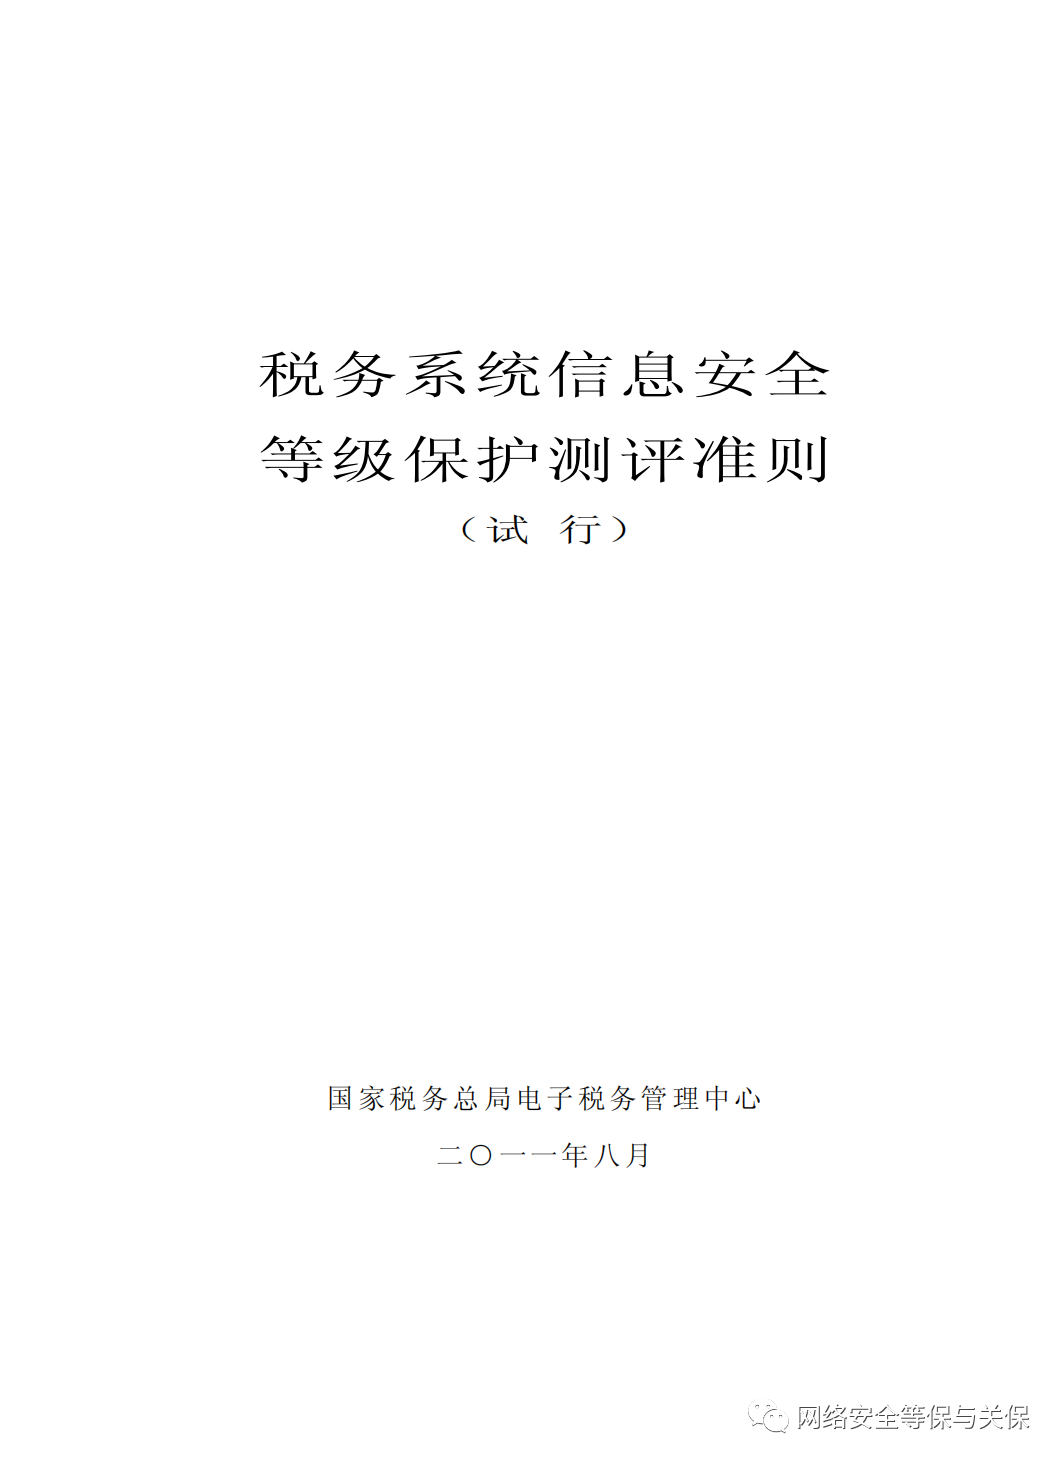 税务系统信息安全
等级保护测评准则
（试 行）
国家税务总局电子税务管理中心
二〇一一年八月
网络安全等保与关保